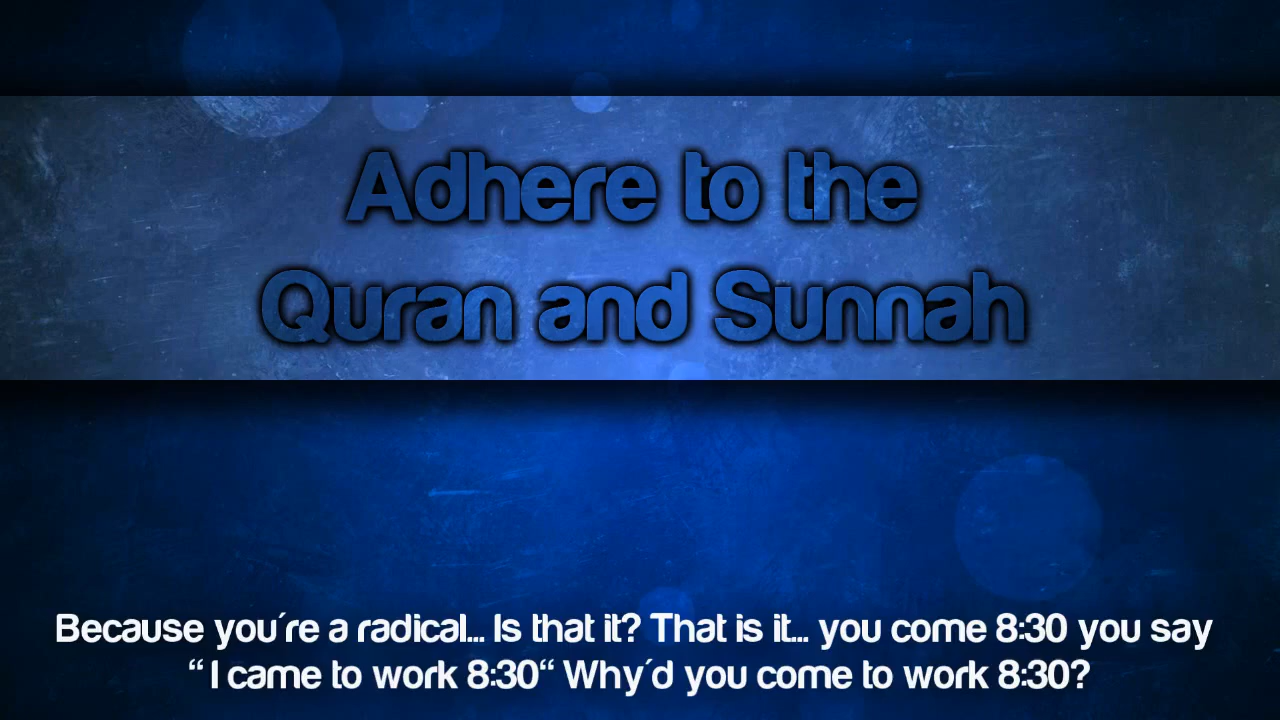 Adhere to the
Quran and Sunnah
Because you´re a radical... Is that it? That is it... you come 8:30 you say
“ I came to work 8:30“ Why´d you come to work 8:30?